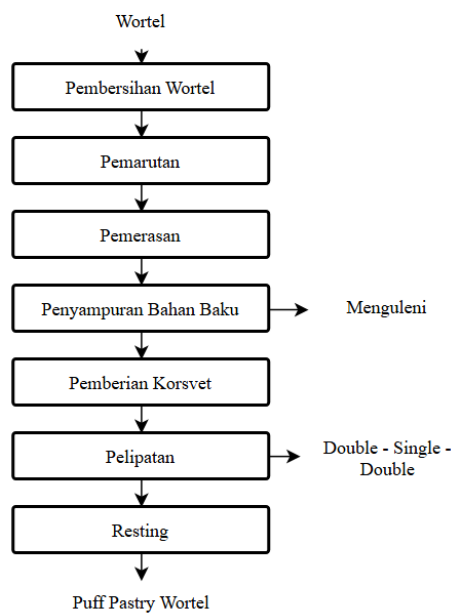 Wortel
Pembersihan Wortel
Pemarutan
Pemerasan
Penyampuran Bahan Baku
Menguleni
Pemberian Korsvet
Pelipatan
Double - Single -
Double
Resting
Puff Pastry Wortel